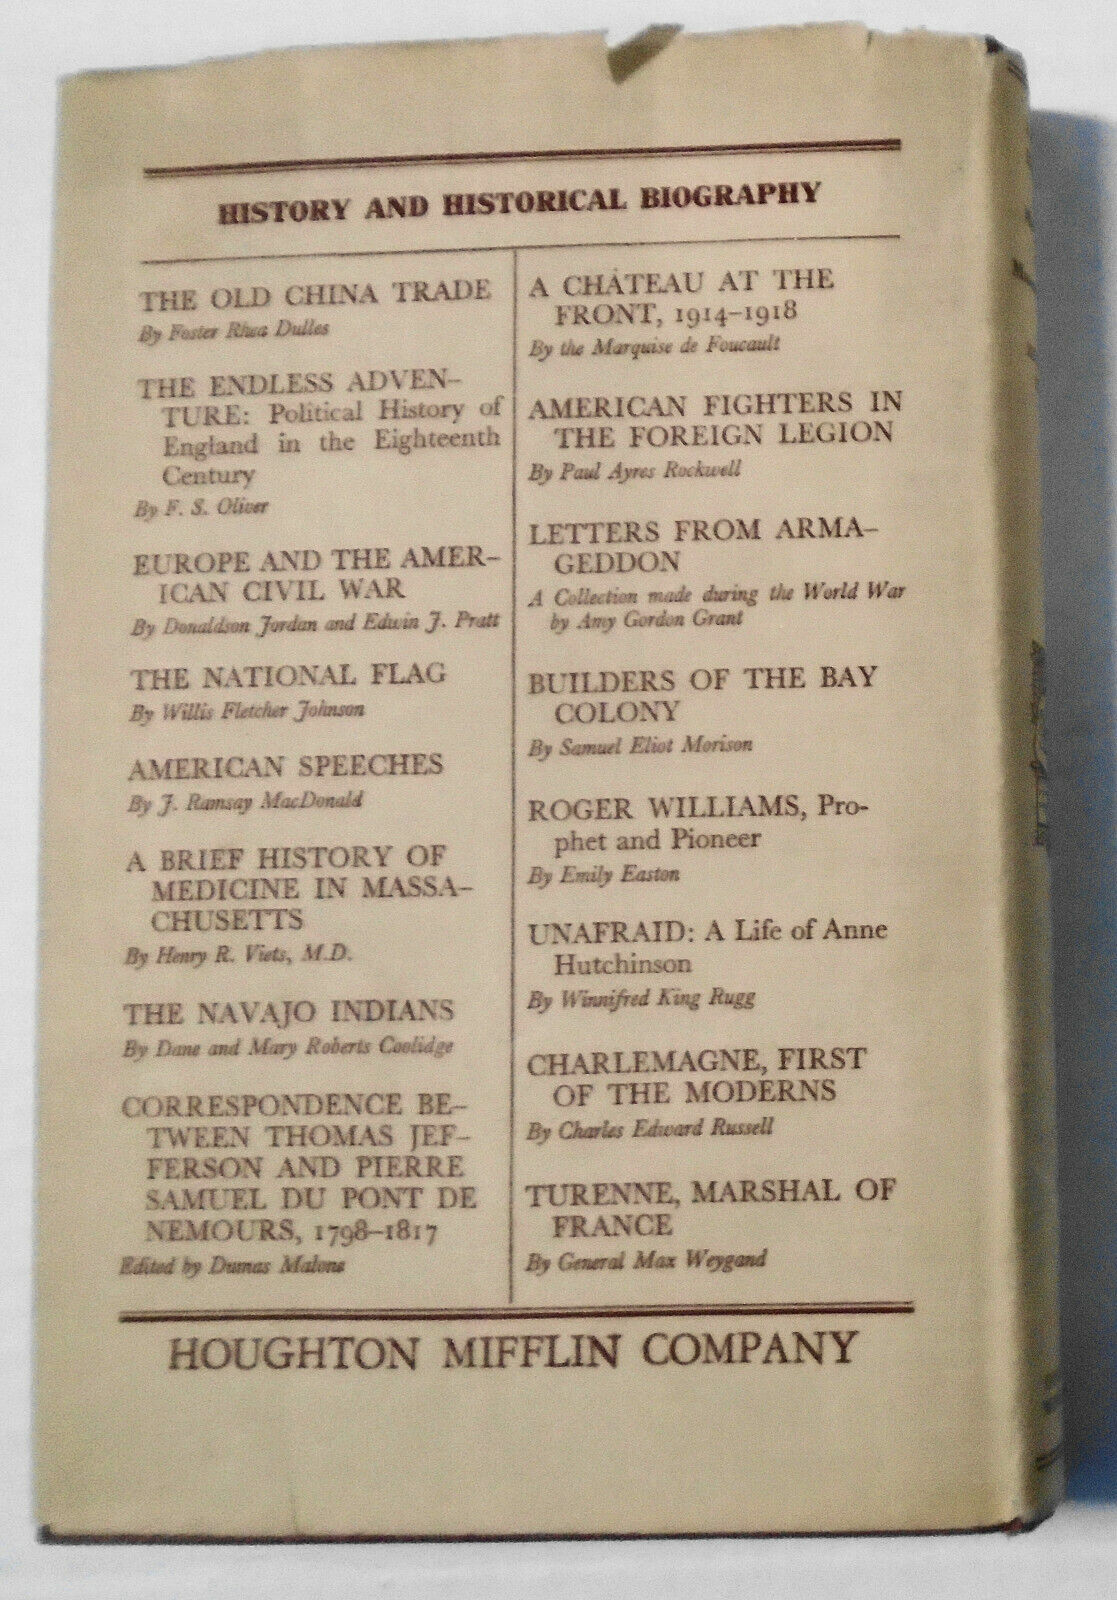 HISTORY AND HISTORICAL BIOGRAPHY
THE OLD CHINA TRADE
By Foster Rhea Dulles
THE ENDLESS ADVEN-
TURE: Political History of
England in the Eighteenth
Century
By F. S. Oliver
EUROPE AND THE AMER-
ICAN CIVIL WAR
By Donaldson Jordan and Edwin J. Pratt
THE NATIONAL FLAG
By Willis Fletcher Johnson
AMERICAN SPEECHES
By J. Ramsay MacDonald
A BRIEF HISTORY OF
MEDICINE IN MASSA-
CHUSETTS
By Henry R. Viets, M.D.
THE NAVAJO INDIANS
By Dane and Mary Roberts Coolidge
CORRESPONDENCE BE-
TWEEN THOMAS JEF-
FERSON AND PIERRE
SAMUEL DU PONT DE
NEMOURS, 1798-1817
Edited by Dumas Malone
A CHÂTEAU AT THE
FRONT, 1914-1918
By the Marquise de Foucault
AMERICAN FIGHTERS IN
THE FOREIGN LEGION
By Paul Ayres Rockwell
LETTERS FROM ARMA-
GEDDON
A Collection made during the World War
by Amy Gordon Grant
BUILDERS OF THE BAY
COLONY
By Samuel Eliot Morison
ROGER WILLIAMS, Pro-
phet and Pioneer
By Emily Easton
UNAFRAID: A Life of Anne
Hutchinson
By Winnifred King Rugg
CHARLEMAGNE, FIRST
OF THE MODERNS
By Charles Edward Russell
TURENNE, MARSHAL OF
FRANCE
By General Max Weygand
HOUGHTON MIFFLIN COMPANY